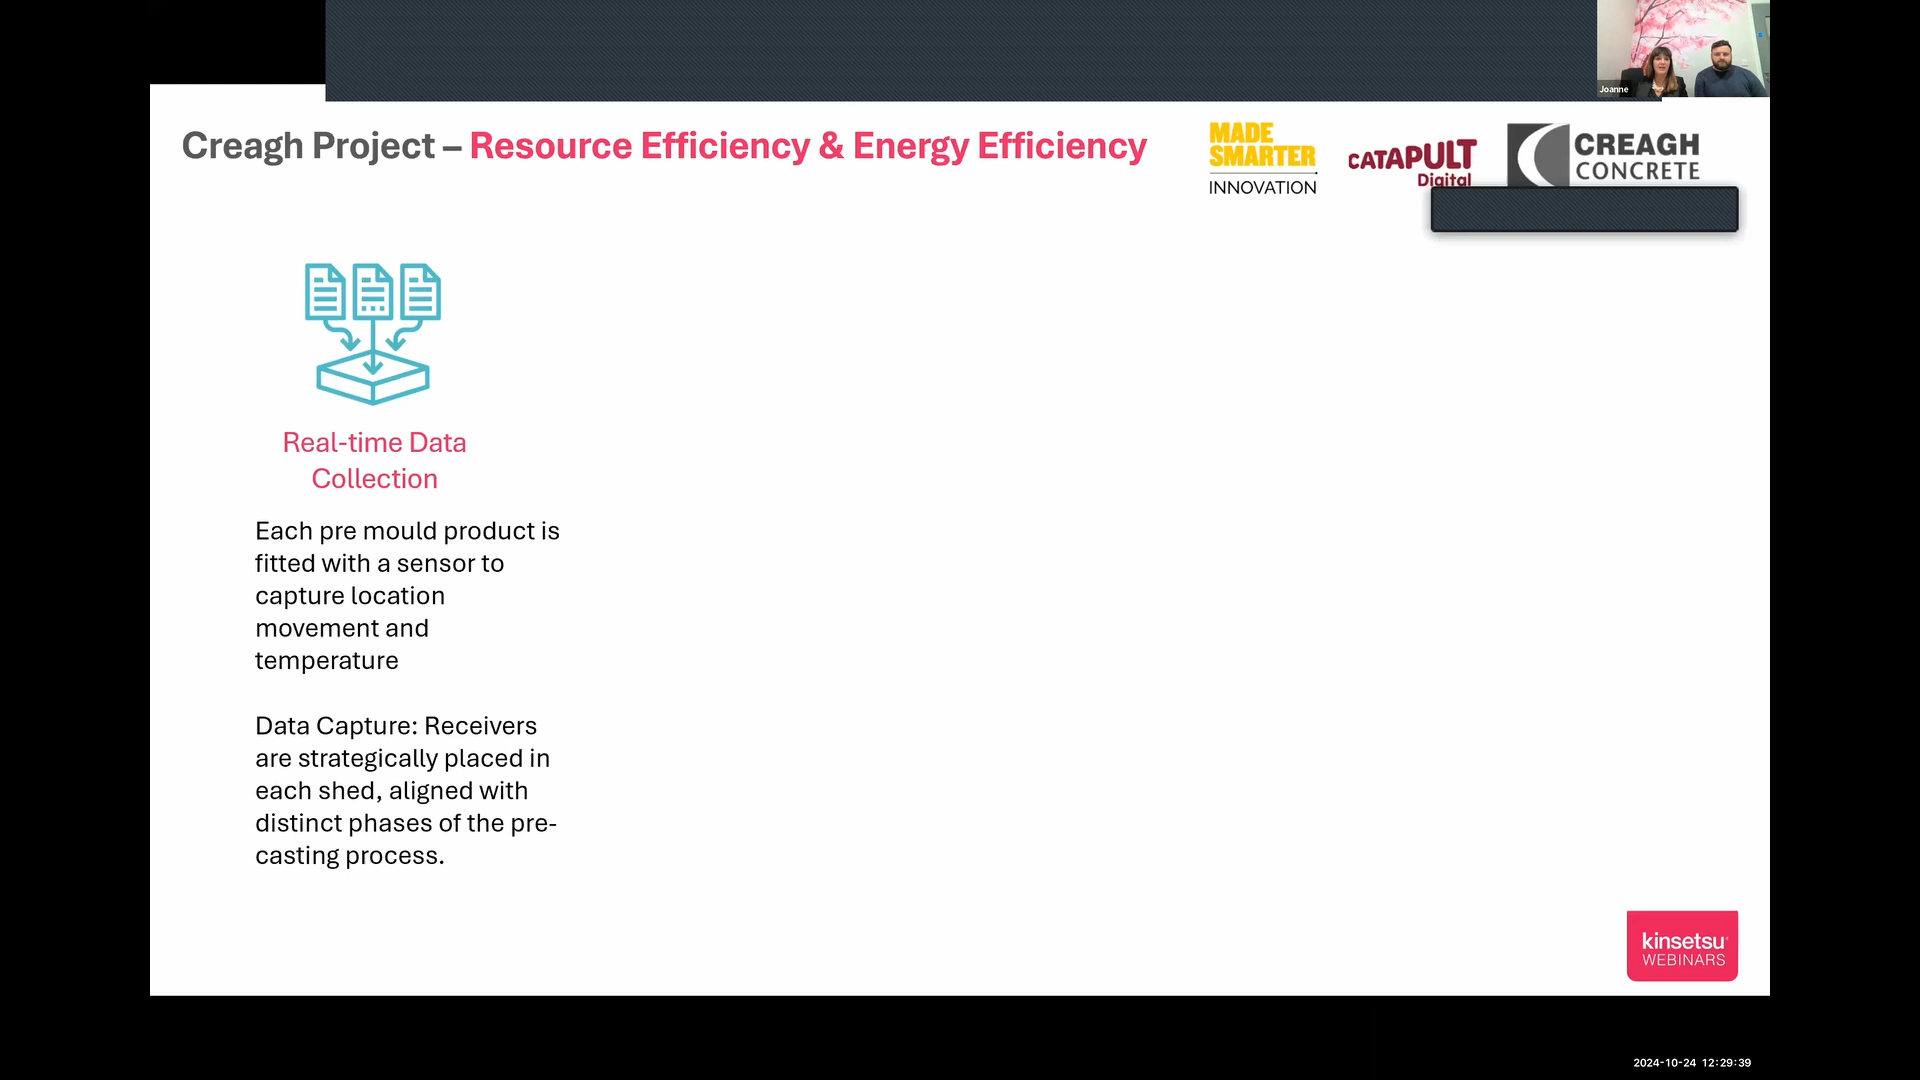 Joanne
Creagh Project – Resource Efficiency & Energy Efficiency
MADE
SMARTER
INNOVATION
CATAPULT
Digital
CREAGH
CONCRETE
Real-time Data
Collection
Each pre mould product is
fitted with a sensor to
capture location
movement and
temperature
Data Capture: Receivers
are strategically placed in
each shed, aligned with
distinct phases of the pre-
casting process.
kinsetsu
WEBINARS
2024-10-24 12:29:39